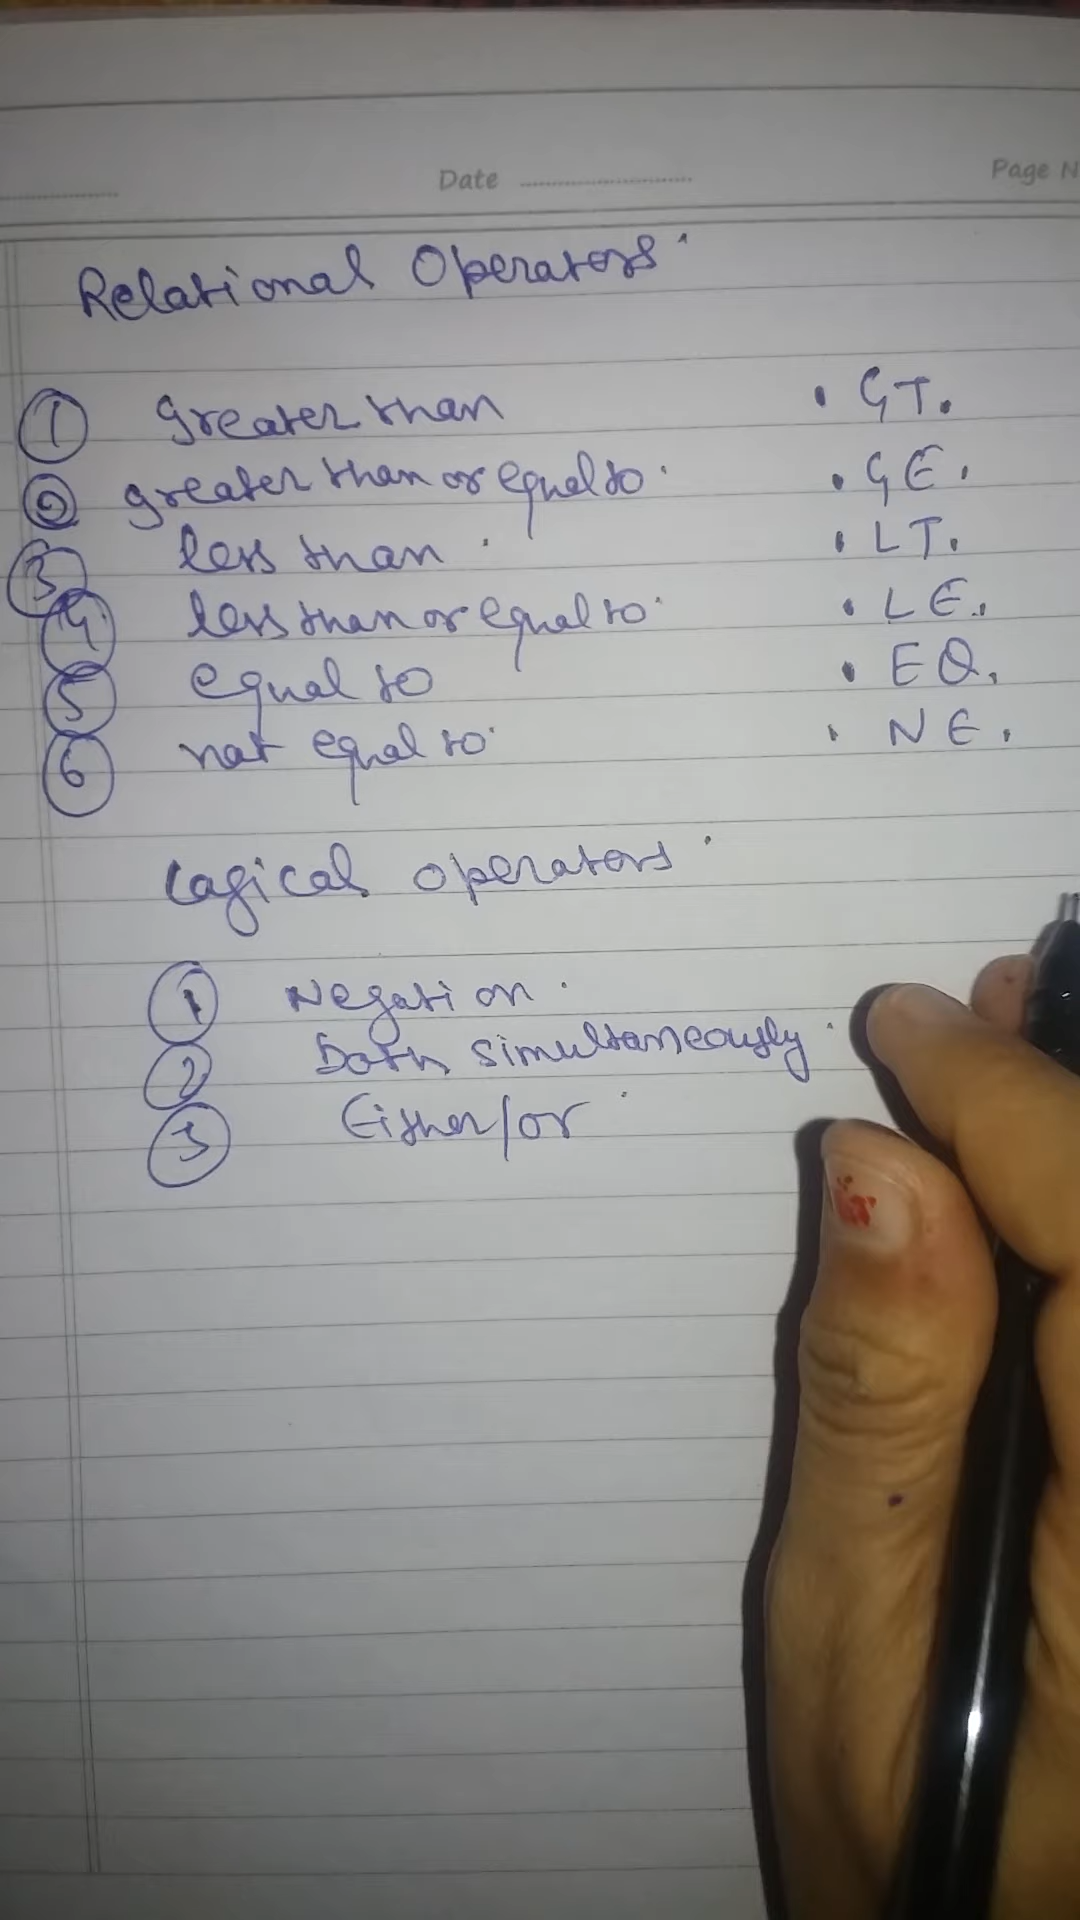 Date
Page N
Relational Operators.
1 greater than .GT.
2 greater than or equal to. .GE.
3 less than. .LT.
4 less than or equal to. .LE.
5 equal to .EQ.
6 not equal to. .NE.
Logical operators.
1 Negation.
2 Both simultaneously.
3 Either/or.